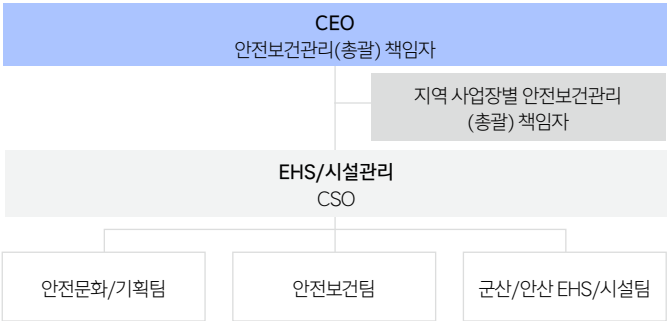 CEO
안전보건관리(총괄) 책임자
지역 사업장별 안전보건관리
(총괄) 책임자
EHS/시설관리
CSO
안전문화/기획팀
안전보건팀
군산/안산 EHS/시설팀